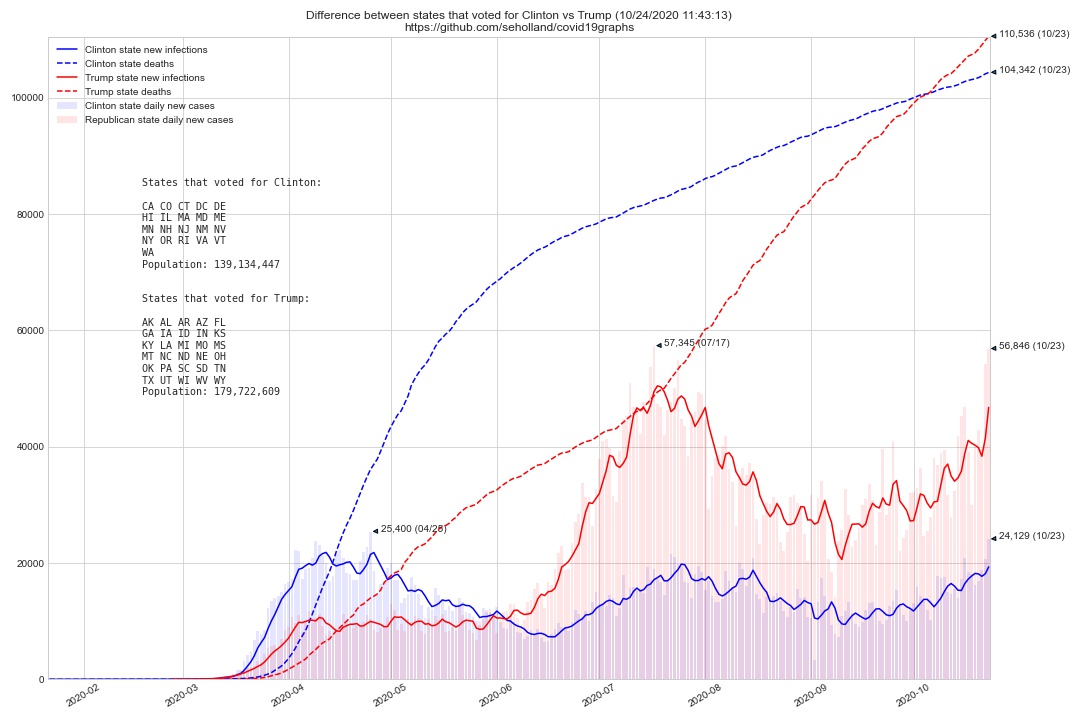 Difference between states that voted for Clinton vs Trump (10/24/2020 11:43:13)
https://github.com/seholland/covid19graphs
Clinton state new infections
Clinton state deaths
Trump state new infections
Trump state deaths
Clinton state daily new cases
Republican state daily new cases
States that voted for Clinton:
CA CO CT DC DE
HI IL MA MD ME
MN NH NJ NM NV
NY OR RI VA VT
WA
Population: 139,134,447
States that voted for Trump:
AK AL AR AZ FL
GA IA ID IN KS
KY LA MI MO MS
MT NC ND NE OH
OK PA SC SD TN
TX UT WI WV WY
Population: 179,722,609
110,536 (10/23)
104,342 (10/23)
57,345 (07/17)
56,846 (10/23)
25,400 (04/25)
24,129 (10/23)
100000
80000
60000
40000
20000
0
2020-02
2020-03
2020-04
2020-05
2020-06
2020-07
2020-08
2020-09
2020-10